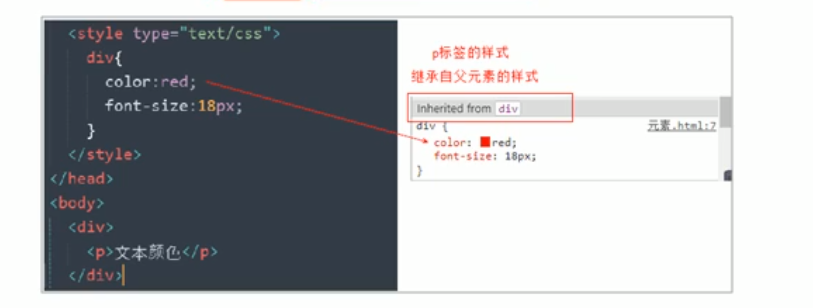 <style type="text/css">
div{
color:red;
font-size:18px;
}
</style>
</head>
<body>
<div>
<p>文本颜色</p>
</div>
p标签的样式
继承自父元素的样式
Inherited from div
div {
元素.html:7
color: red;
font-size: 18px;
}